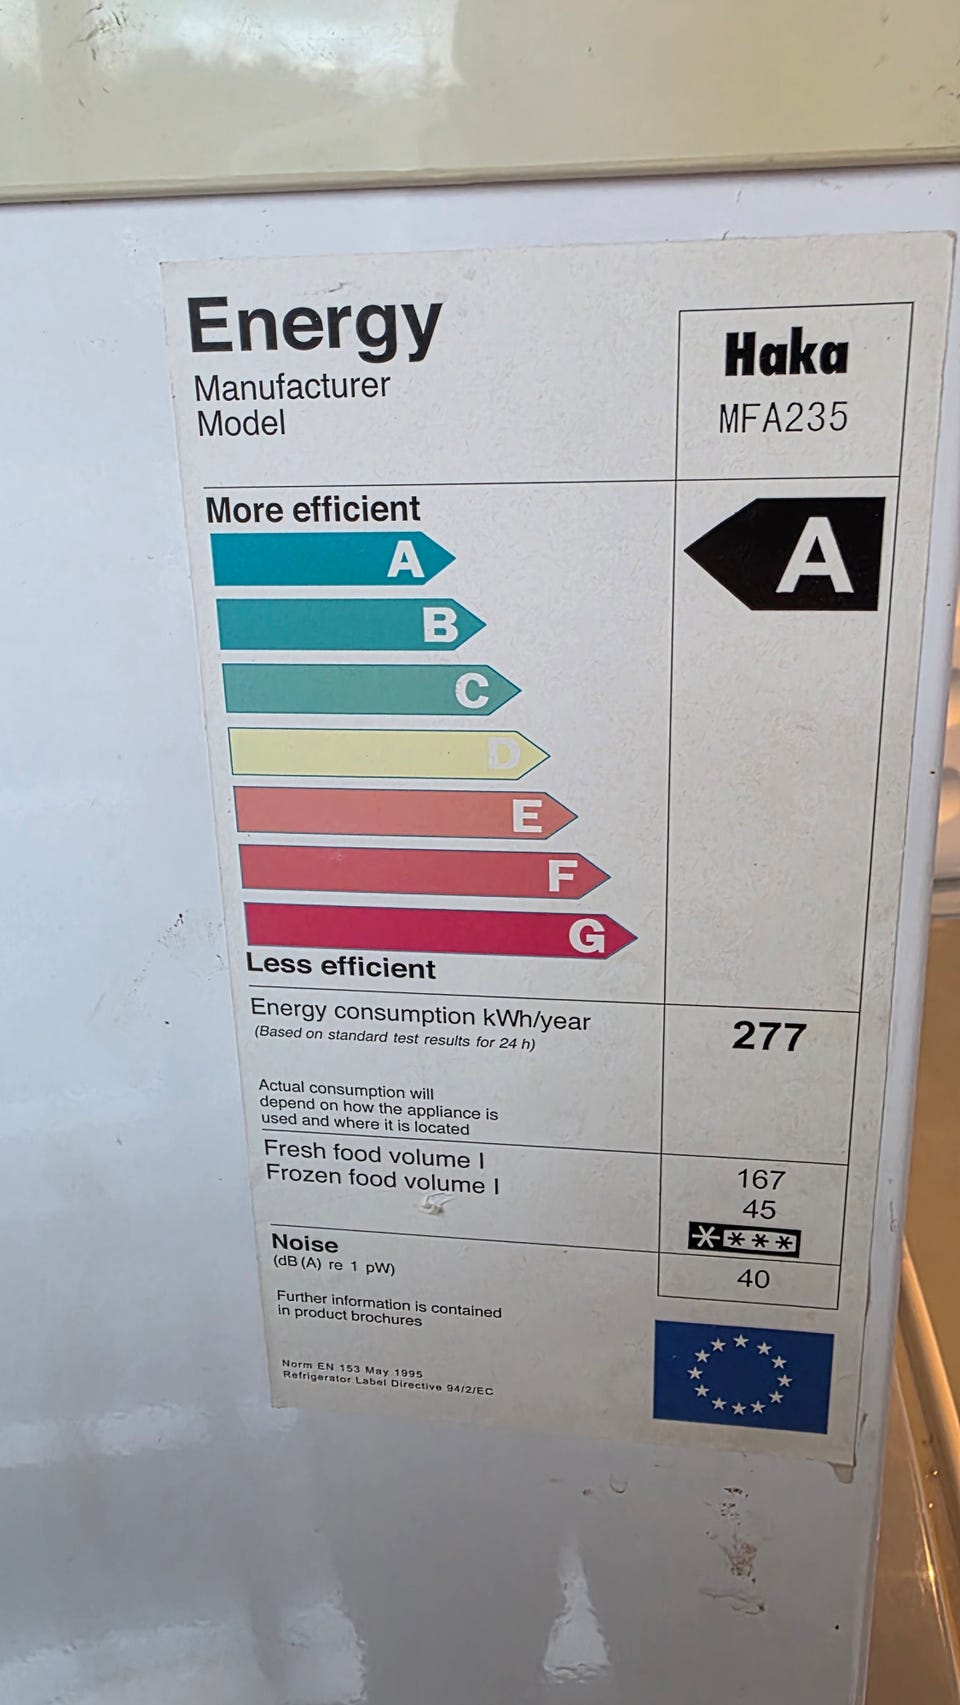 Energy
Manufacturer
Model
Haka
MFA235
More efficient
A
A
B
C
D
E
F
G
Less efficient
Energy consumption kWh/year
277
(Based on standard test results for 24 h)
Actual consumption will
depend on how the appliance is
used and where it is located
Fresh food volume l
167
Frozen food volume l
45
****
Noise
(dB(A) re 1 pW)
40
Further information is contained
in product brochures
Norm EN 153 May 1995
Refrigerator Label Directive 94/2/EC